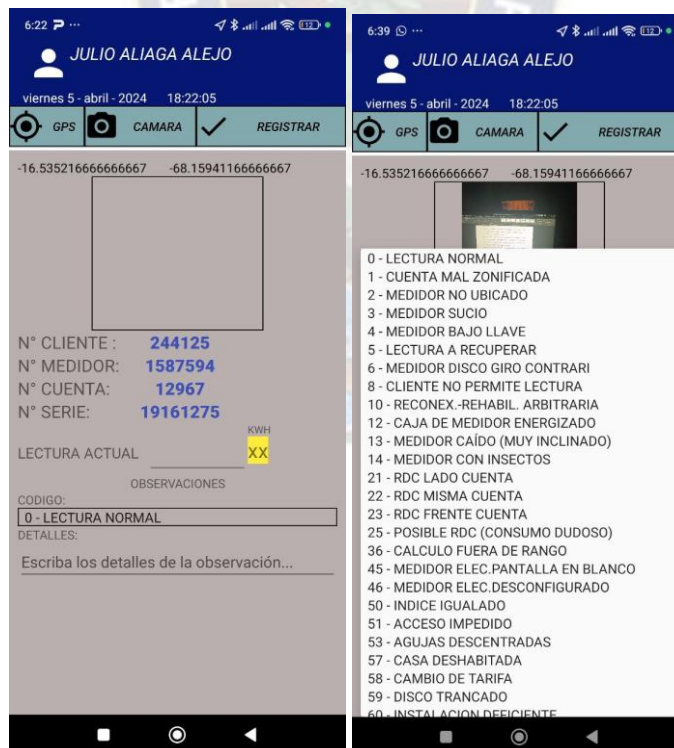 6:22
112
JULIO ALIAGA ALEJO
viernes 5 - abril - 2024 18:22:05
GPS CAMARA REGISTRAR
-16.535216666666667 -68.15941166666667
N° CLIENTE : 244125
N° MEDIDOR: 1587594
N° CUENTA: 12967
N° SERIE: 19161275
KWH
LECTURA ACTUAL XX
OBSERVACIONES
CODIGO:
0 - LECTURA NORMAL
DETALLES:
Escriba los detalles de la observación...
6:39
112
JULIO ALIAGA ALEJO
viernes 5 - abril - 2024 18:22:05
GPS CAMARA REGISTRAR
-16.535216666666667 -68.15941166666667
0 - LECTURA NORMAL
1 - CUENTA MAL ZONIFICADA
2 - MEDIDOR NO UBICADO
3 - MEDIDOR SUCIO
4 - MEDIDOR BAJO LLAVE
5 - LECTURA A RECUPERAR
6 - MEDIDOR DISCO GIRO CONTRARI
8 - CLIENTE NO PERMITE LECTURA
10 - RECONEX.-REHABIL. ARBITRARIA
12 - CAJA DE MEDIDOR ENERGIZADO
13 - MEDIDOR CAÍDO (MUY INCLINADO)
14 - MEDIDOR CON INSECTOS
21 - RDC LADO CUENTA
22 - RDC MISMA CUENTA
23 - RDC FRENTE CUENTA
25 - POSIBLE RDC (CONSUMO DUDOSO)
36 - CALCULO FUERA DE RANGO
45 - MEDIDOR ELEC.PANTALLA EN BLANCO
46 - MEDIDOR ELEC.DESCONFIGURADO
50 - INDICE IGUALADO
51 - ACCESO IMPEDIDO
53 - AGUJAS DESCENTRADAS
57 - CASA DESHABITADA
58 - CAMBIO DE TARIFA
59 - DISCO TRANCADO
60 - INSTALACION DEFICIENTE